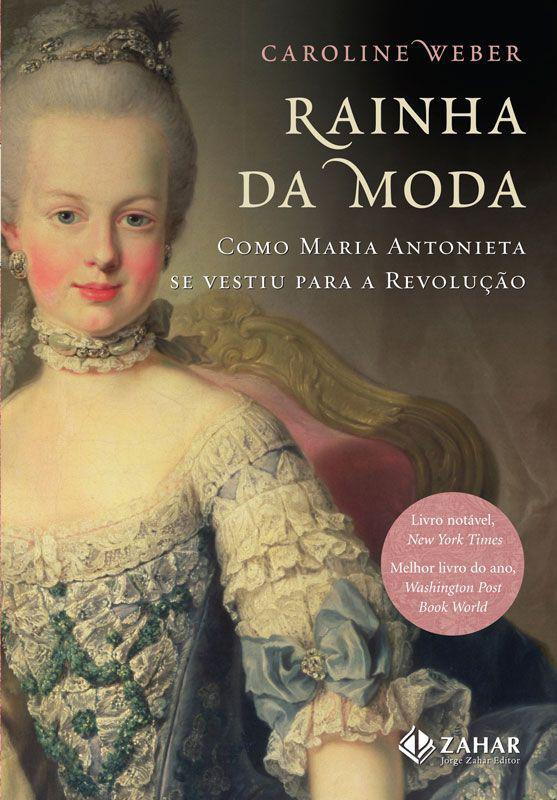 CAROLINE WEBER
RAINHA
DA MODA
COMO MARIA ANTONIETA
SE VESTIU PARA A REVOLUÇÃO
Livro notável,
New York Times
Melhor livro do ano,
Washington Post
Book World
ZAHAR
Jorge Zahar Editor